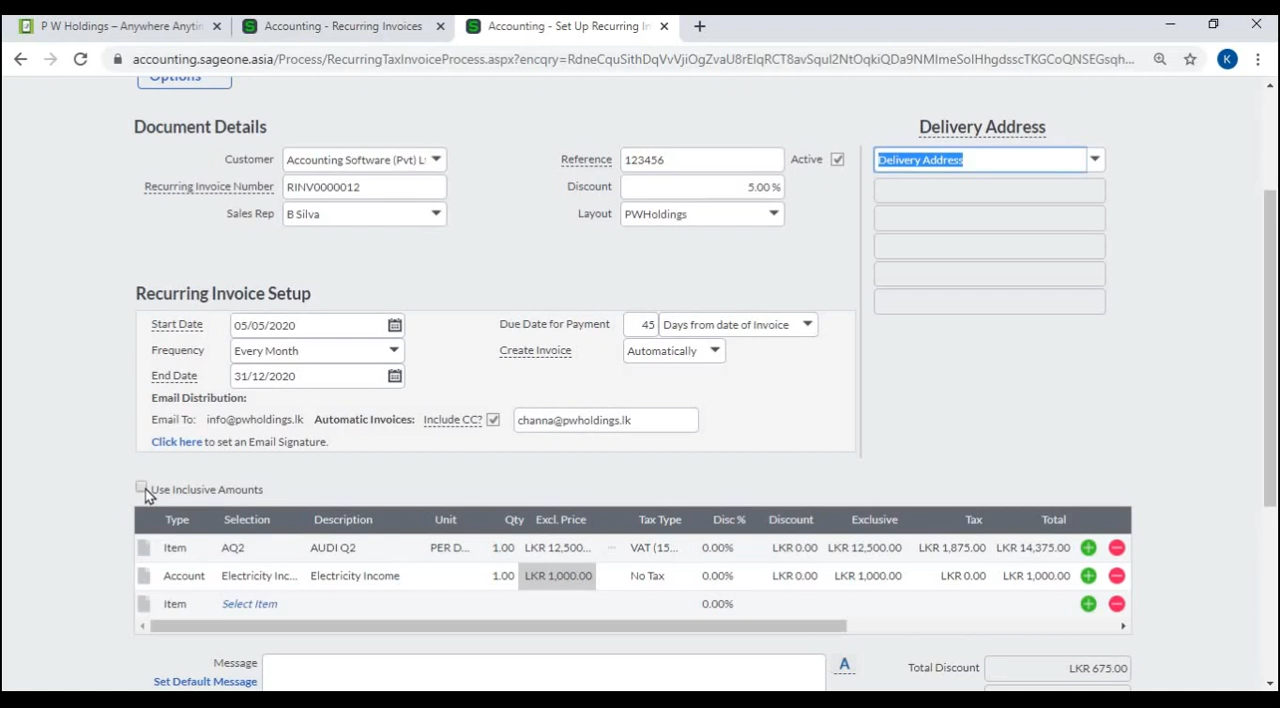 P W Holdings – Anywhere Anytin
Accounting - Recurring Invoices
Accounting - Set Up Recurring In
accounting.sageone.asia/Process/RecurringTaxInvoiceProcess.aspx?encqry=
K
Options
Document Details
Delivery Address
Customer Accounting Software (Pvt) Lt Reference 123456 Active Delivery Address
Recurring Invoice Number RINV0000012 Discount 5.00 %
Sales Rep B Silva Layout PWHoldings
Recurring Invoice Setup
Start Date 05/05/2020 Due Date for Payment 45 Days from date of Invoice
Frequency Every Month Create Invoice Automatically
End Date 31/12/2020
Email Distribution:
Email To: info@pwholdings.lk Automatic Invoices: Include CC? channa@pwholdings.lk
Click here to set an Email Signature.
Use Inclusive Amounts
Type Selection Description Unit Qty Excl. Price Tax Type Disc % Discount Exclusive Tax Total
Item AQ2 AUDI Q2 PER D... 1.00 LKR 12,500... VAT (15... 0.00% LKR 0.00 LKR 12,500.00 LKR 1,875.00 LKR 14,375.00
Account Electricity Inc... Electricity Income 1.00 LKR 1,000.00 No Tax 0.00% LKR 0.00 LKR 1,000.00 LKR 0.00 LKR 1,000.00
Item Select Item 0.00%
Message A Total Discount LKR 675.00
Set Default Message